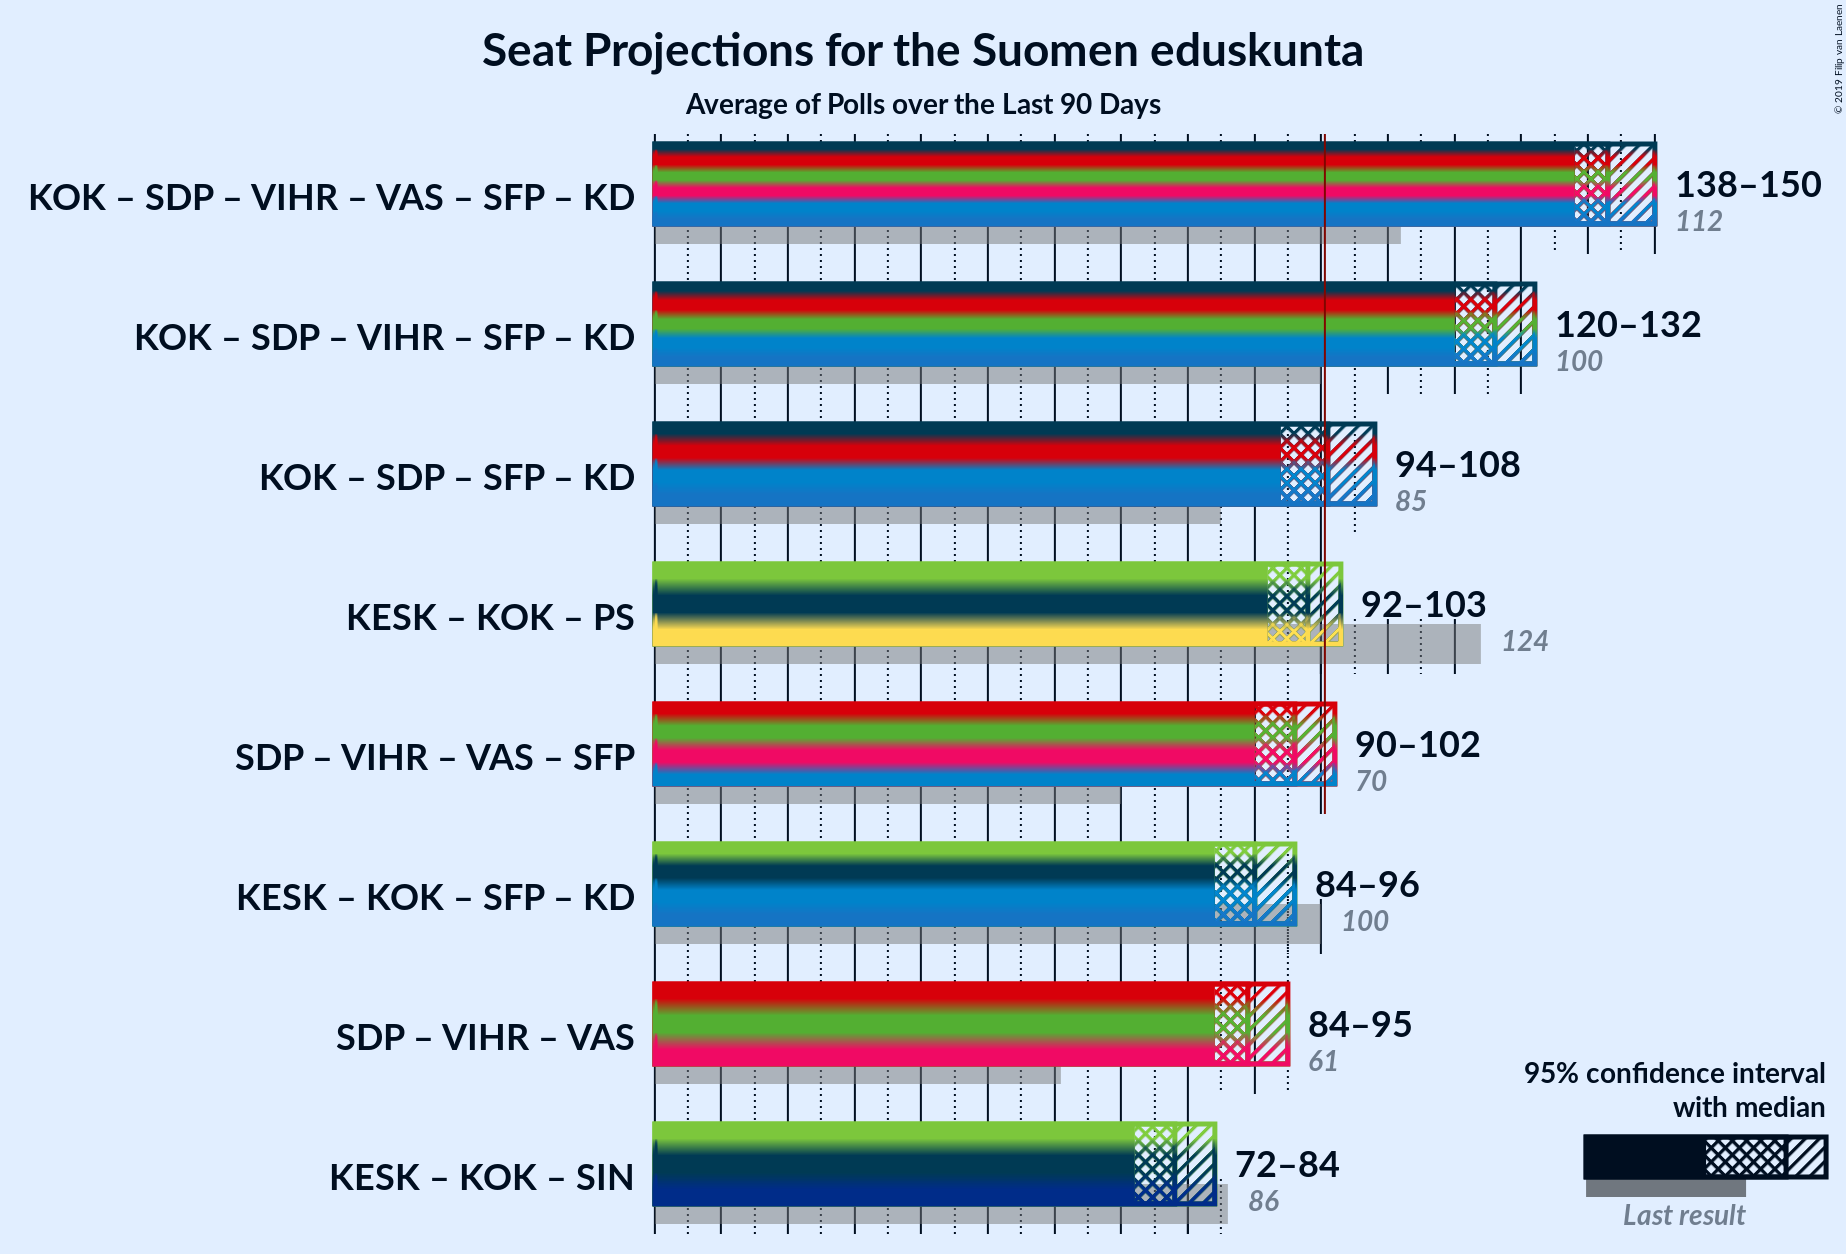 Seat Projections for the Suomen eduskunta
Average of Polls over the Last 90 Days
© 2019 Filip van Laenen
KOK – SDP – VIHR – VAS – SFP – KD
138–150
112
KOK – SDP – VIHR – SFP – KD
120–132
100
KOK – SDP – SFP – KD
94–108
85
KESK – KOK – PS
92–103
124
SDP – VIHR – VAS – SFP
90–102
70
KESK – KOK – SFP – KD
84–96
100
SDP – VIHR – VAS
84–95
61
KESK – KOK – SIN
72–84
86
95% confidence interval
with median
Last result